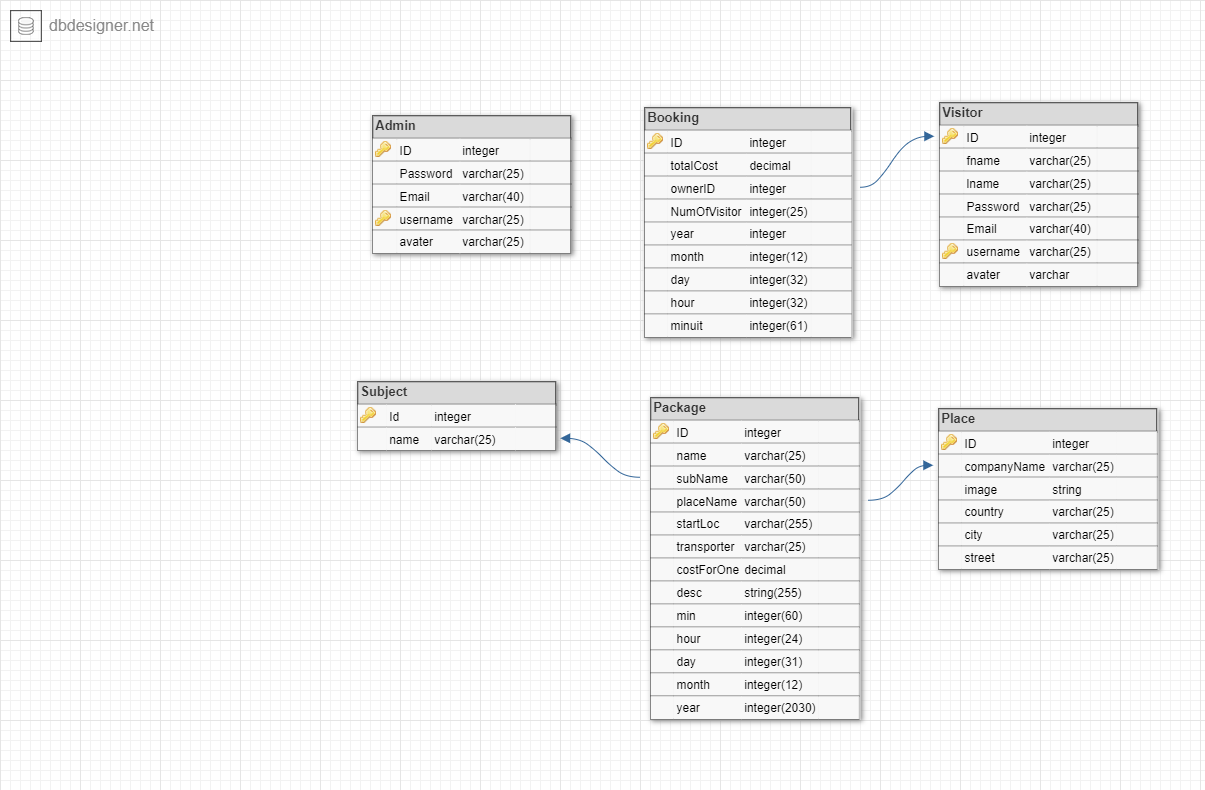 dbdesigner.net
Admin
ID integer
Password varchar(25)
Email varchar(40)
username varchar(25)
avater varchar(25)
Booking
ID integer
totalCost decimal
ownerID integer
NumOfVisitor integer(25)
year integer
month integer(12)
day integer(32)
hour integer(32)
minuit integer(61)
Visitor
ID integer
fname varchar(25)
lname varchar(25)
Password varchar(25)
Email varchar(40)
username varchar(25)
avater varchar
Subject
Id integer
name varchar(25)
Package
ID integer
name varchar(25)
subName varchar(50)
placeName varchar(50)
startLoc varchar(255)
transporter varchar(25)
costForOne decimal
desc string(255)
min integer(60)
hour integer(24)
day integer(31)
month integer(12)
year integer(2030)
Place
ID integer
companyName varchar(25)
image string
country varchar(25)
city varchar(25)
street varchar(25)